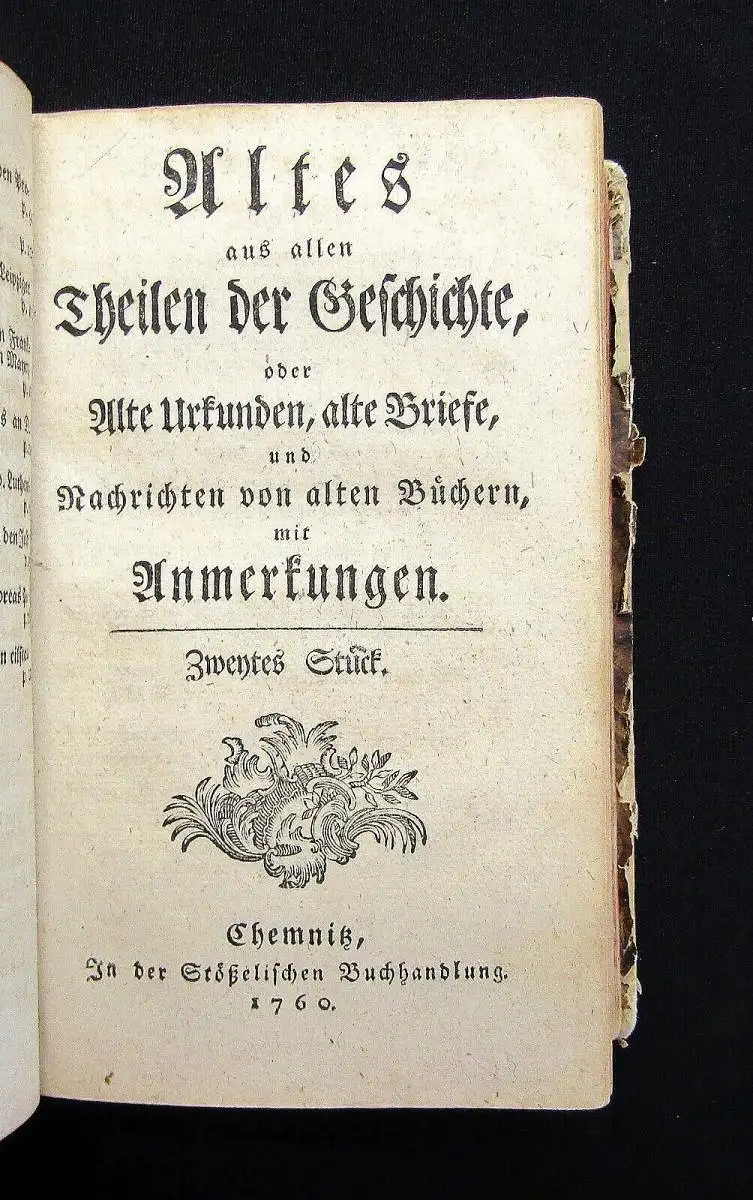 Altes
aus allen
Theilen der Geschichte,
oder
Alte Urkunden, alte Briefe,
und
Nachrichten von alten Büchern,
mit
Anmerkungen.
Zweytes Stück.
Chemnitz,
In der Stößelischen Buchhandlung.
1760.